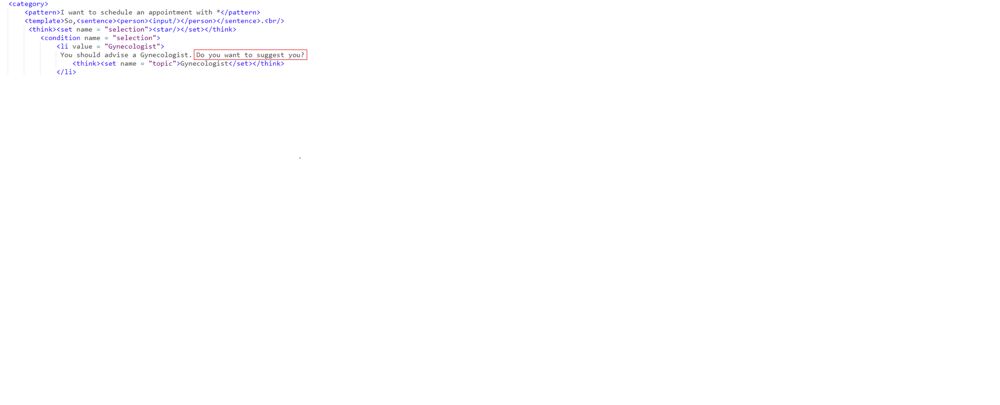 <category>
<pattern>I want to schedule an appointment with *</pattern>
<template>So,<sentence><person><input/></person></sentence>.<br/>
<think><set name = "selection"><star/></set></think>
<condition name = "selection">
<li value = "Gynecologist">
You should advise a Gynecologist. Do you want to suggest you?
<think><set name = "topic">Gynecologist</set></think>
</li>